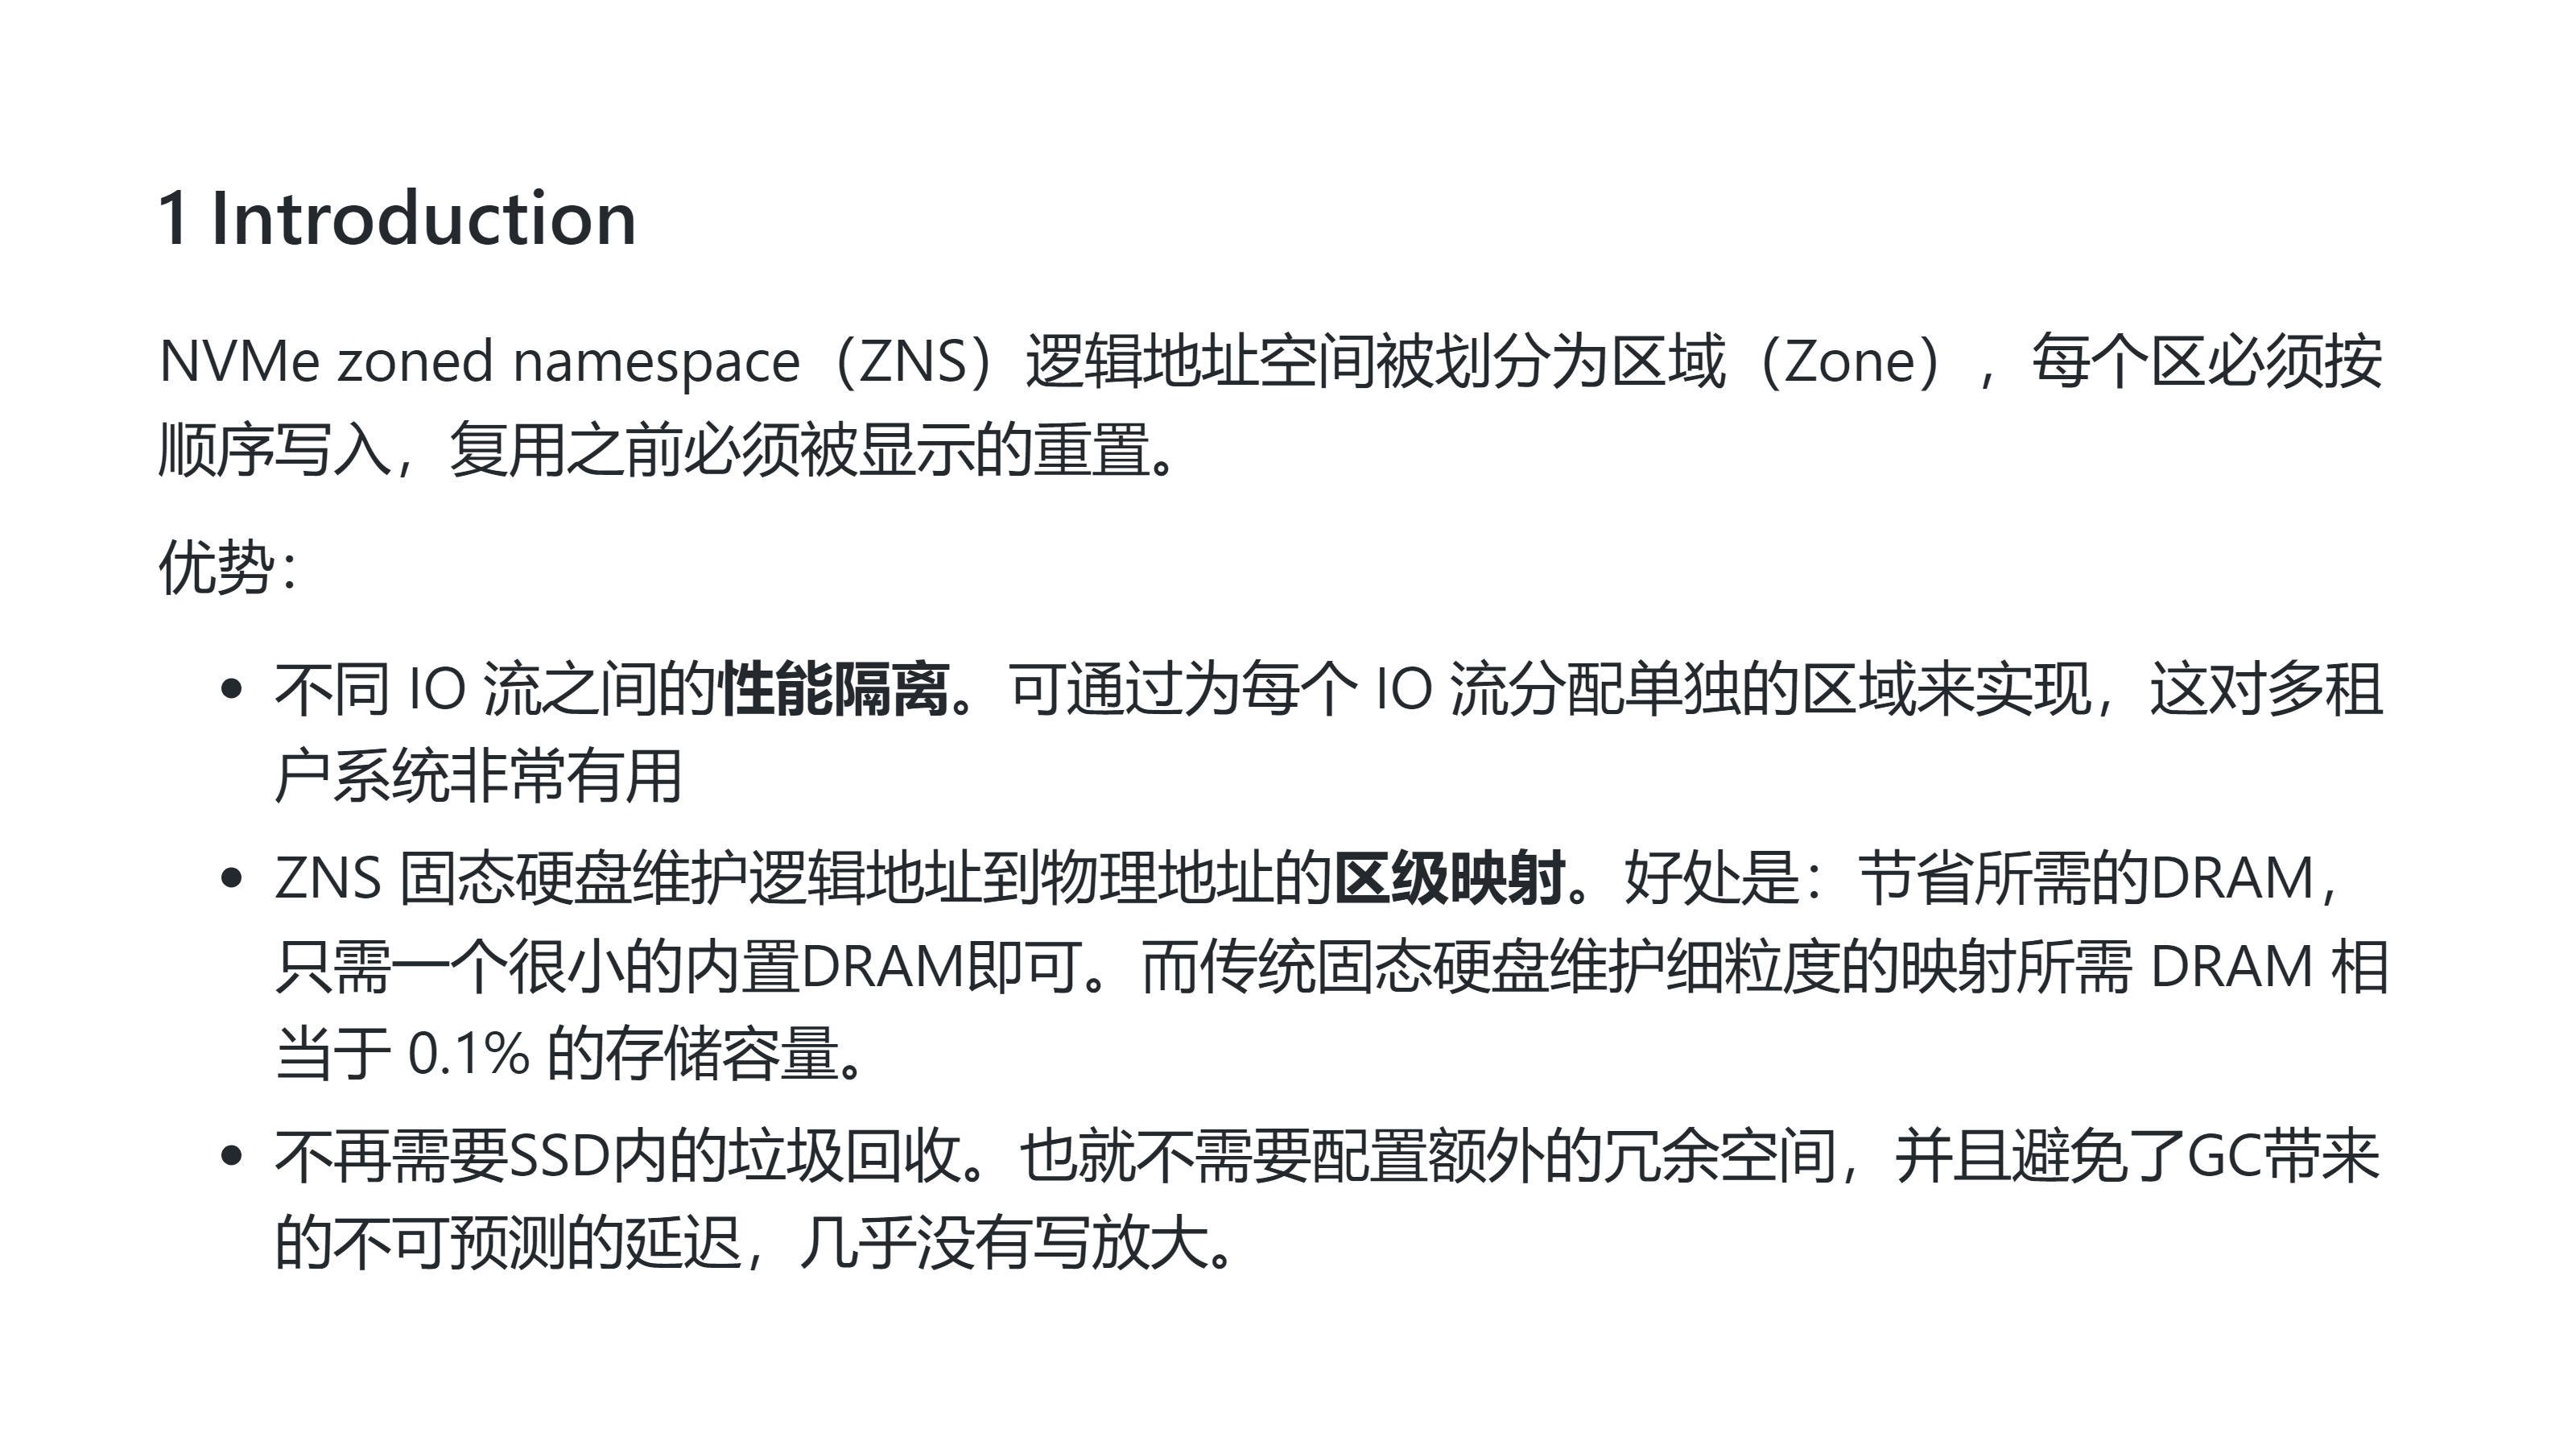 1 Introduction
NVMe zoned namespace（ZNS）逻辑地址空间被划分为区域（Zone），每个区必须按
顺序写入，复用之前必须被显示的重置。
优势：
• 不同 IO 流之间的性能隔离。可通过为每个 IO 流分配单独的区域来实现，这对多租
户系统非常有用
• ZNS 固态硬盘维护逻辑地址到物理地址的区级映射。好处是：节省所需的DRAM，
只需一个很小的内置DRAM即可。而传统固态硬盘维护细粒度的映射所需 DRAM 相
当于 0.1% 的存储容量。
• 不再需要SSD内的垃圾回收。也就不需要配置额外的冗余空间，并且避免了GC带来
的不可预测的延迟，几乎没有写放大。